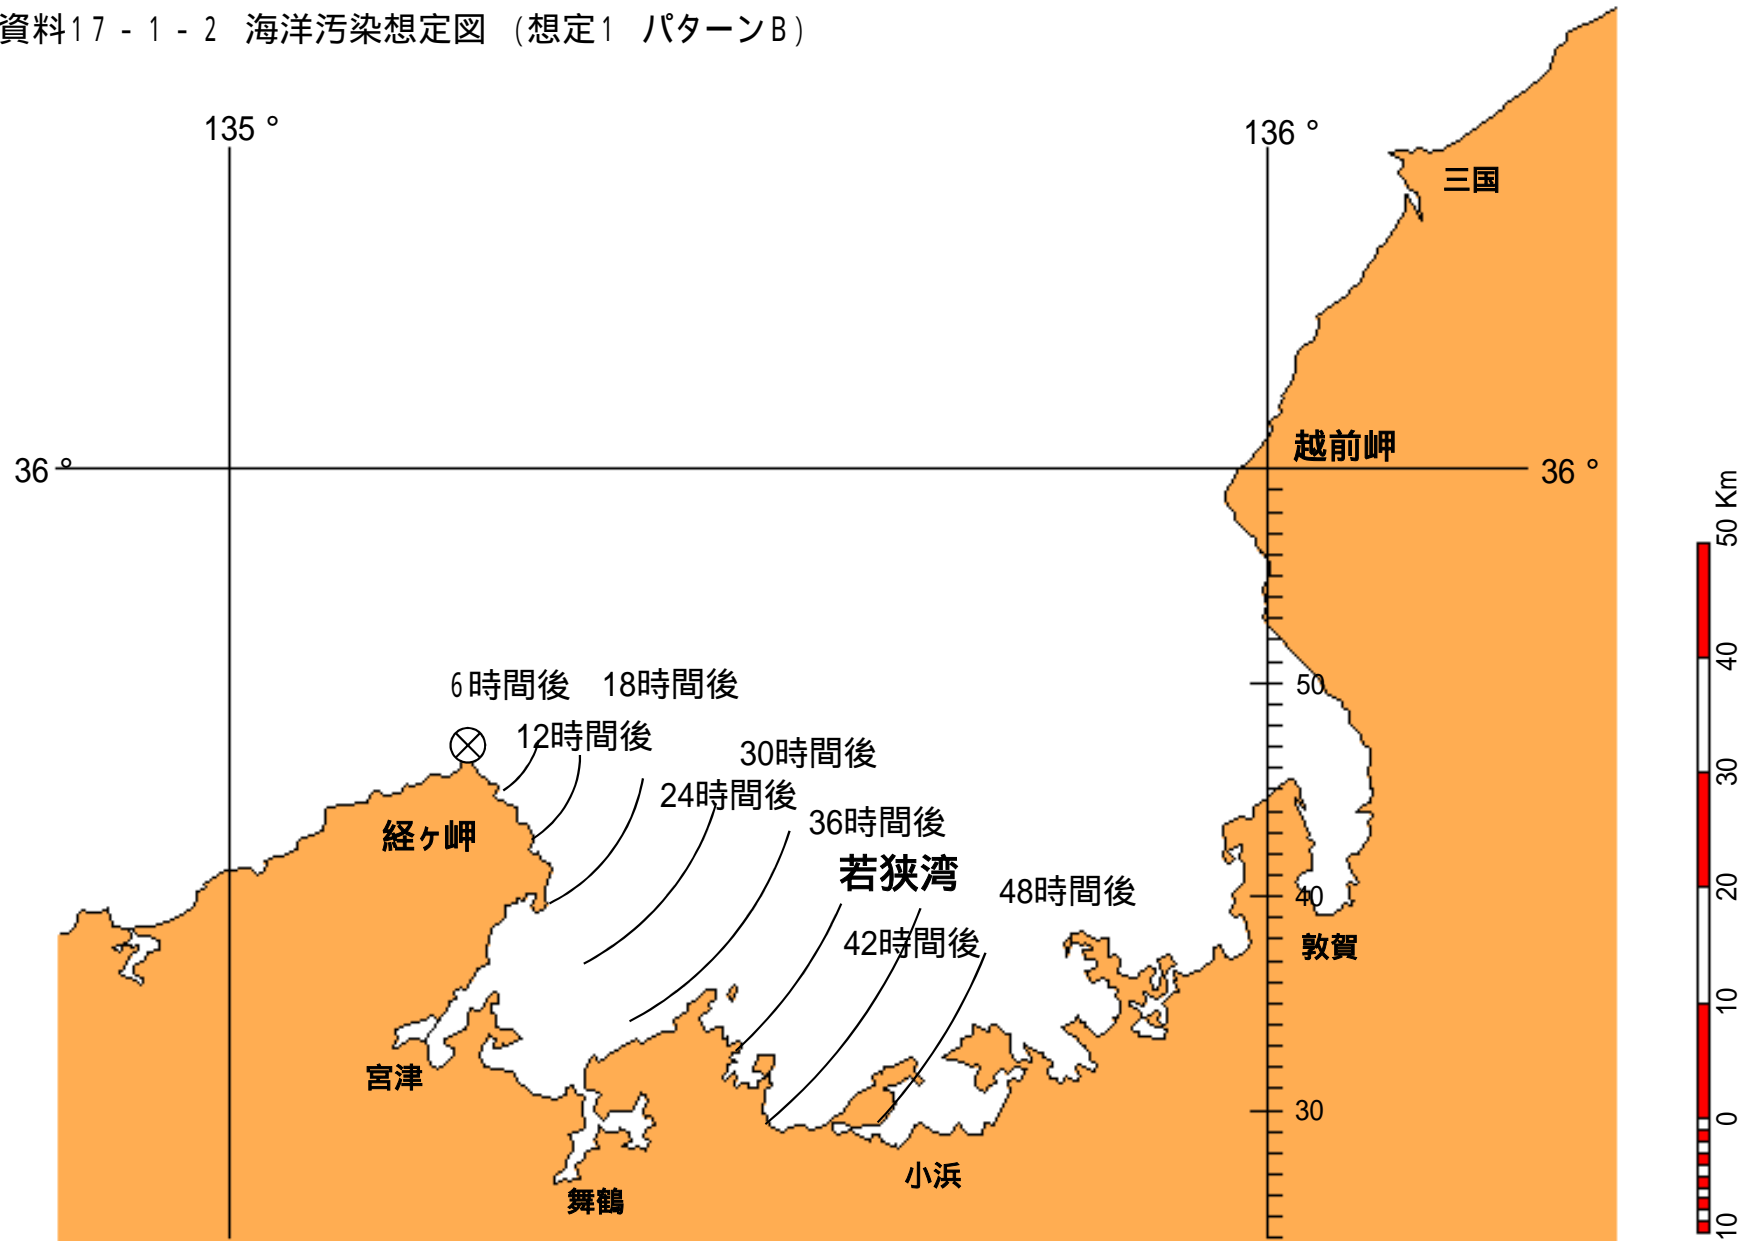 資料17-1-2 海洋汚染想定図 (想定1 パターンB)
135°
136°
三国
越前岬
36°
36°
6時間後
18時間後
12時間後
30時間後
24時間後
36時間後
若狭湾
48時間後
42時間後
経ヶ岬
50
40
敦賀
30
宮津
舞鶴
小浜
50 Km
40
30
20
10
0
10